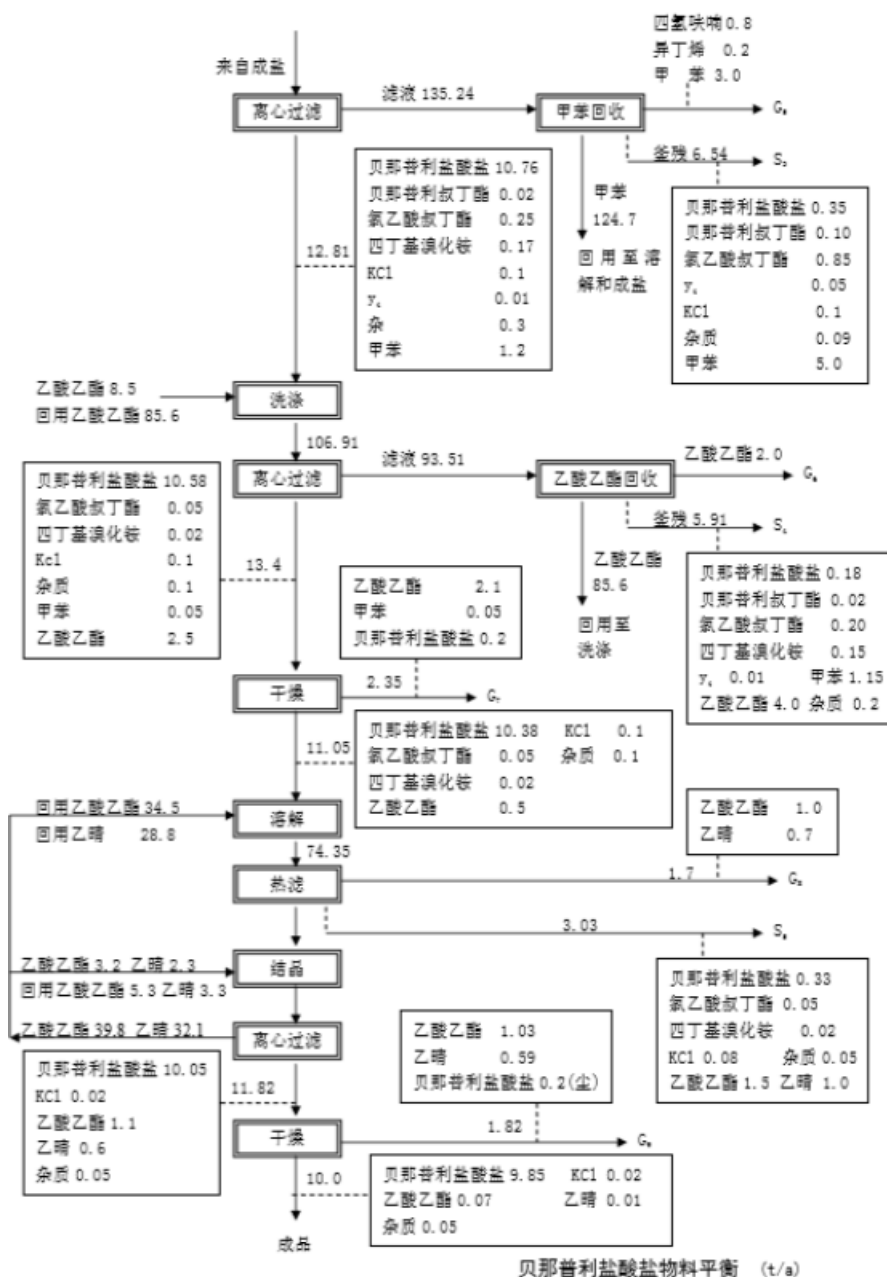 四氢呋喃 0.8
异丁烯 0.2
甲 苯 3.0
来自成盐
滤液 135.24
离心过滤
甲苯回收
G₅
釜残 6.54
S₃
甲苯
124.7
回用至溶
解和成盐
12.81
贝那普利盐酸盐 10.76
贝那普利叔丁酯 0.02
氯乙酸叔丁酯 0.25
四丁基溴化铵 0.17
KCl 0.1
y₄ 0.01
杂 0.3
甲苯 1.2
贝那普利盐酸盐 0.35
贝那普利叔丁酯 0.10
氯乙酸叔丁酯 0.85
y₄ 0.05
KCl 0.1
杂质 0.09
甲苯 5.0
乙酸乙酯 8.5
回用乙酸乙酯 85.6
洗涤
106.91
离心过滤
滤液 93.51
乙酸乙酯回收
乙酸乙酯 2.0
G₆
釜残 5.91
S₄
乙酸乙酯
85.6
回用至
洗涤
贝那普利盐酸盐 10.58
氯乙酸叔丁酯 0.05
四丁基溴化铵 0.02
Kcl 0.1
杂质 0.1
甲苯 0.05
乙酸乙酯 2.5
13.4
乙酸乙酯 2.1
甲苯 0.05
贝那普利盐酸盐 0.2
贝那普利盐酸盐 0.18
贝那普利叔丁酯 0.02
氯乙酸叔丁酯 0.20
四丁基溴化铵 0.15
y₄ 0.01 甲苯 1.15
乙酸乙酯 4.0 杂质 0.2
干燥
2.35
G₇
11.05
贝那普利盐酸盐 10.38 KCl 0.1
氯乙酸叔丁酯 0.05 杂质 0.1
四丁基溴化铵 0.02
乙酸乙酯 0.5
回用乙酸乙酯 34.5
回用乙晴 28.8
溶解
74.35
乙酸乙酯 1.0
乙晴 0.7
热滤
1.7
G₈
3.03
S₅
乙酸乙酯 3.2 乙晴 2.3
回用乙酸乙酯 5.3 乙晴 3.3
结品
贝那普利盐酸盐 0.33
氯乙酸叔丁酯 0.05
四丁基溴化铵 0.02
KCl 0.08 杂质 0.05
乙酸乙酯 1.5 乙晴 1.0
乙酸乙酯 39.8 乙晴 32.1
离心过滤
乙酸乙酯 1.03
乙晴 0.59
贝那普利盐酸盐 0.2(尘)
贝那普利盐酸盐 10.05
KCl 0.02
乙酸乙酯 1.1
乙晴 0.6
杂质 0.05
11.82
干燥
1.82
G₉
10.0
贝那普利盐酸盐 9.85 KCl 0.02
乙酸乙酯 0.07 乙晴 0.01
杂质 0.05
成品
贝那普利盐酸盐物料平衡 (t/a)